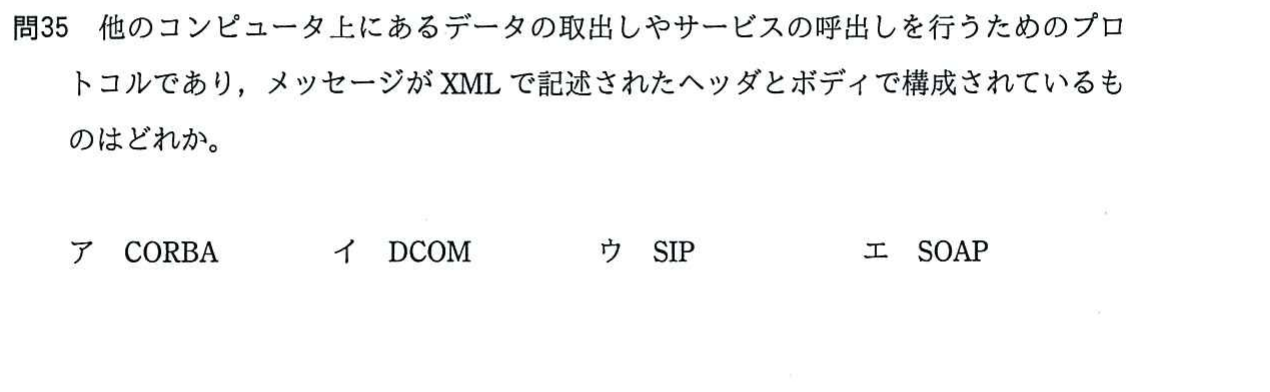 問35 他のコンピュータ上にあるデータの取出しやサービスの呼出しを行うためのプロ
トコルであり，メッセージが XML で記述されたヘッダとボディで構成されているも
のはどれか。
ア CORBA イ DCOM ウ SIP エ SOAP